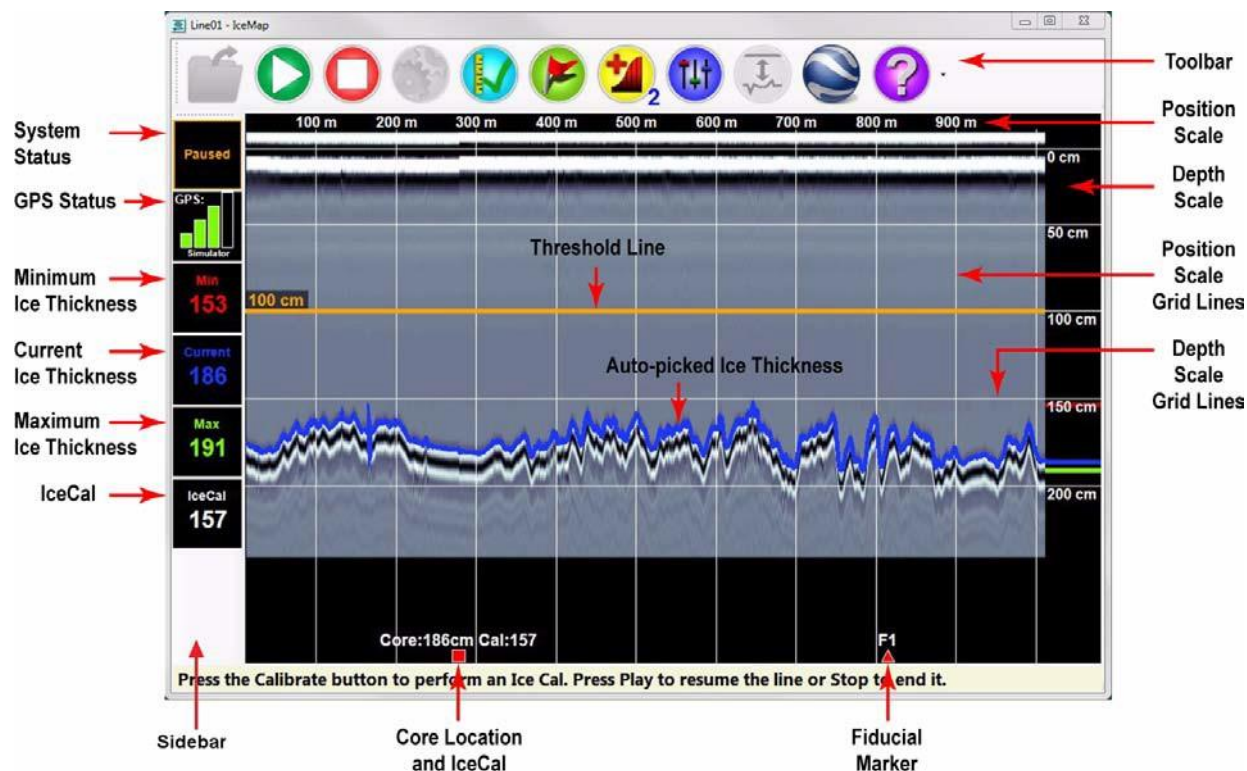 Line01 - IceMap
2
Toolbar
100 m 200 m 300 m 400 m 500 m 600 m 700 m 800 m 900 m
Position
Scale
System
Status
Paused
0 cm
Depth
Scale
GPS Status
GPS:
Simulator
50 cm
Threshold Line
Position
Scale
Grid Lines
Minimum
Ice Thickness
Min
153
100 cm
100 cm
Current
Ice Thickness
Current
186
Auto-picked Ice Thickness
Depth
Scale
Grid Lines
150 cm
Maximum
Ice Thickness
Max
191
IceCal
IceCal
157
200 cm
Core:186cm Cal:157
F1
Press the Calibrate button to perform an Ice Cal. Press Play to resume the line or Stop to end it.
Sidebar
Core Location
and IceCal
Fiducial
Marker